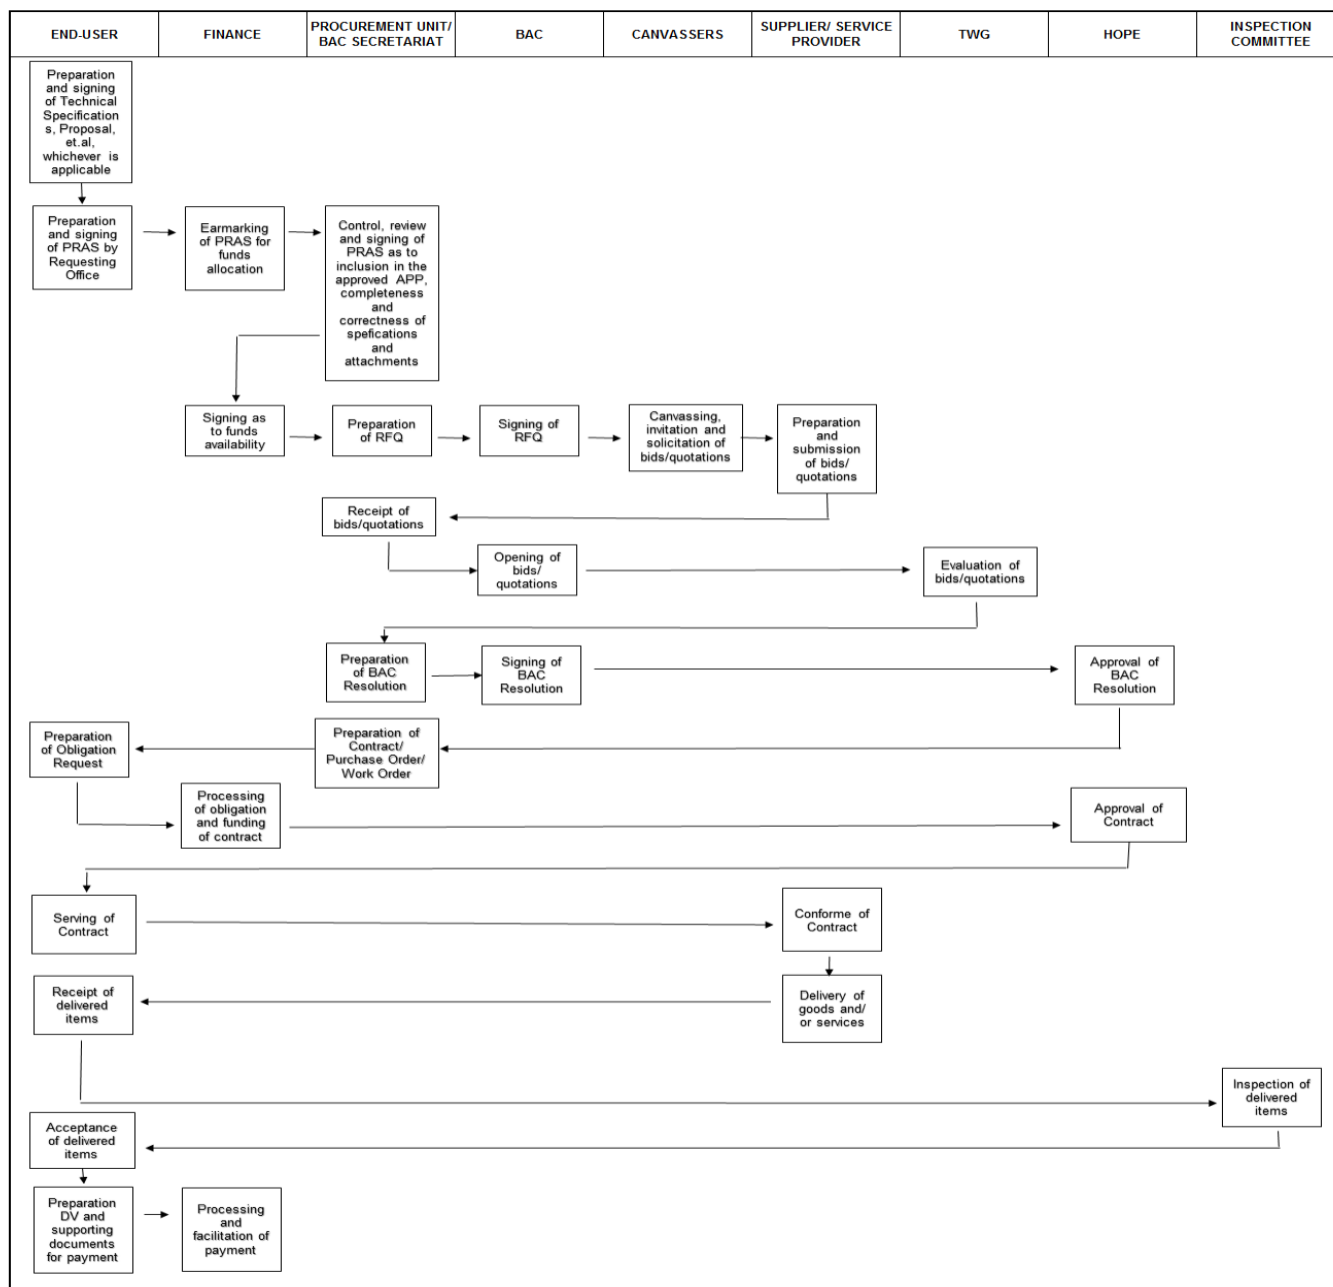 END-USER
FINANCE
PROCUREMENT UNIT/
BAC SECRETARIAT
BAC
CANVASSERS
SUPPLIER/ SERVICE
PROVIDER
TWG
HOPE
INSPECTION
COMMITTEE
Preparation
and signing
of Technical
Specification
s, Proposal,
et.al,
whichever is
applicable
Preparation
and signing
of PRAS by
Requesting
Office
Earmarking
of PRAS for
funds
allocation
Control, review
and signing of
PRAS as to
inclusion in the
approved APP,
completeness
and
correctness of
spefications
and
attachments
Signing as
to funds
availability
Preparation
of RFQ
Signing of
RFQ
Canvassing,
invitation and
solicitation of
bids/quotations
Preparation
and
submission
of bids/
quotations
Receipt of
bids/quotations
Opening of
bids/
quotations
Evaluation of
bids/quotations
Preparation
of BAC
Resolution
Signing of
BAC
Resolution
Approval of
BAC
Resolution
Preparation
of Obligation
Request
Preparation of
Contract/
Purchase Order/
Work Order
Processing
of obligation
and funding
of contract
Approval of
Contract
Serving of
Contract
Conforme of
Contract
Receipt of
delivered
items
Delivery of
goods and/
or services
Inspection of
delivered
items
Acceptance
of delivered
items
Preparation
DV and
supporting
documents
for payment
Processing
and
facilitation of
payment